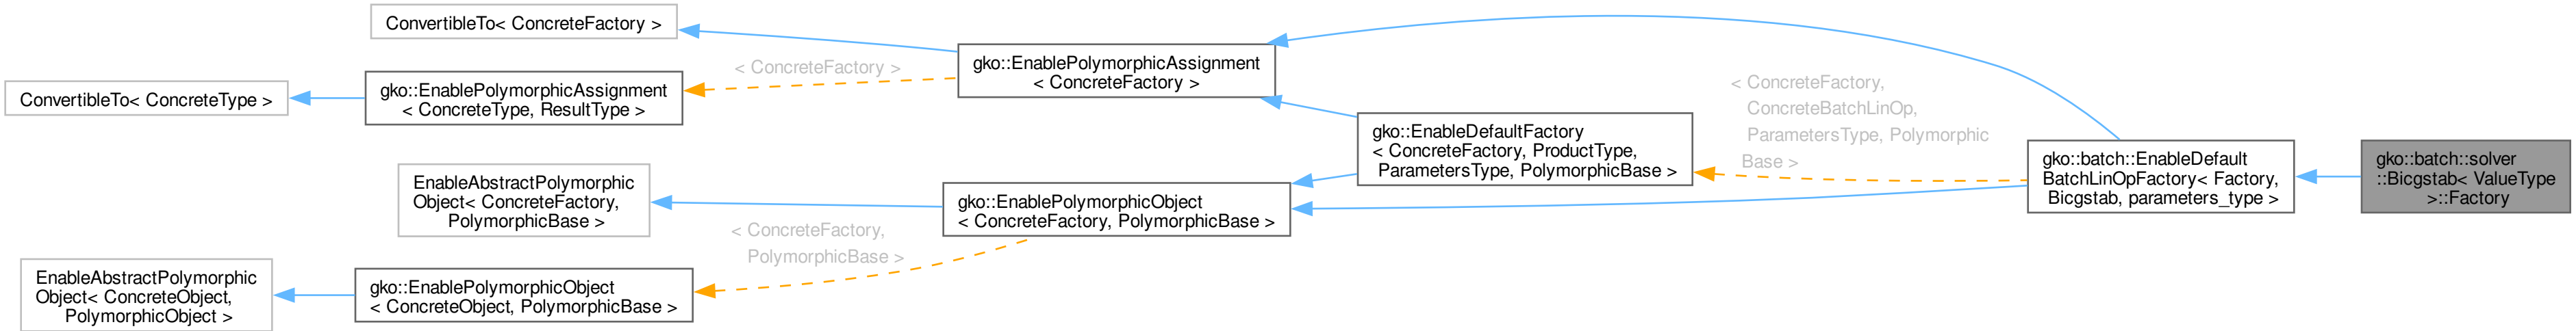 ConvertibleTo< ConcreteFactory >
ConvertibleTo< ConcreteType >
gko::EnablePolymorphicAssignment
< ConcreteType, ResultType >
< ConcreteFactory >
gko::EnablePolymorphicAssignment
< ConcreteFactory >
EnableAbstractPolymorphic
Object< ConcreteFactory,
PolymorphicBase >
EnableAbstractPolymorphic
Object< ConcreteObject,
PolymorphicObject >
gko::EnablePolymorphicObject
< ConcreteObject, PolymorphicBase >
< ConcreteFactory,
PolymorphicBase >
gko::EnablePolymorphicObject
< ConcreteFactory, PolymorphicBase >
gko::EnableDefaultFactory
< ConcreteFactory, ProductType,
ParametersType, PolymorphicBase >
< ConcreteFactory,
ConcreteBatchLinOp,
ParametersType, Polymorphic
Base >
gko::batch::EnableDefault
BatchLinOpFactory< Factory,
Bicgstab, parameters_type >
gko::batch::solver
::Bicgstab< ValueType
>::Factory